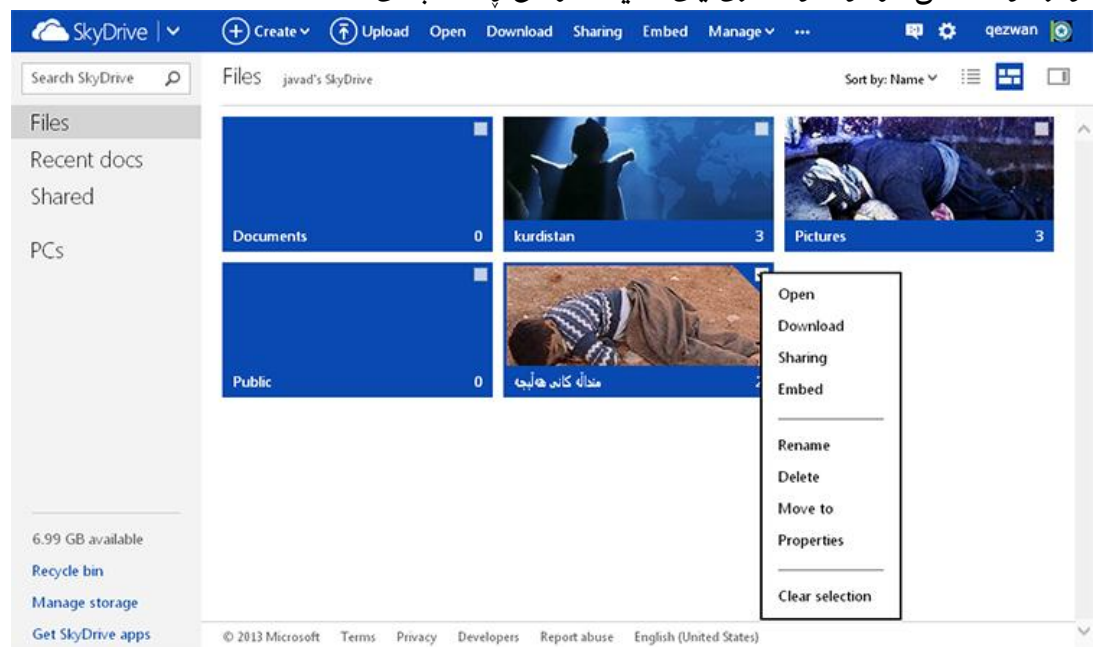 SkyDrive
Create Upload Open Download Sharing Embed Manage ... qezwan
Search SkyDrive
Files javad's SkyDrive Sort by: Name
Files
Recent docs
Shared
PCs
Documents 0
kurdistan 3
Pictures 3
Public 0
منداڵه کانی هەڵبجه
Open
Download
Sharing
Embed
Rename
Delete
Move to
Properties
Clear selection
6.99 GB available
Recycle bin
Manage storage
Get SkyDrive apps
© 2013 Microsoft Terms Privacy Developers Report abuse English (United States)